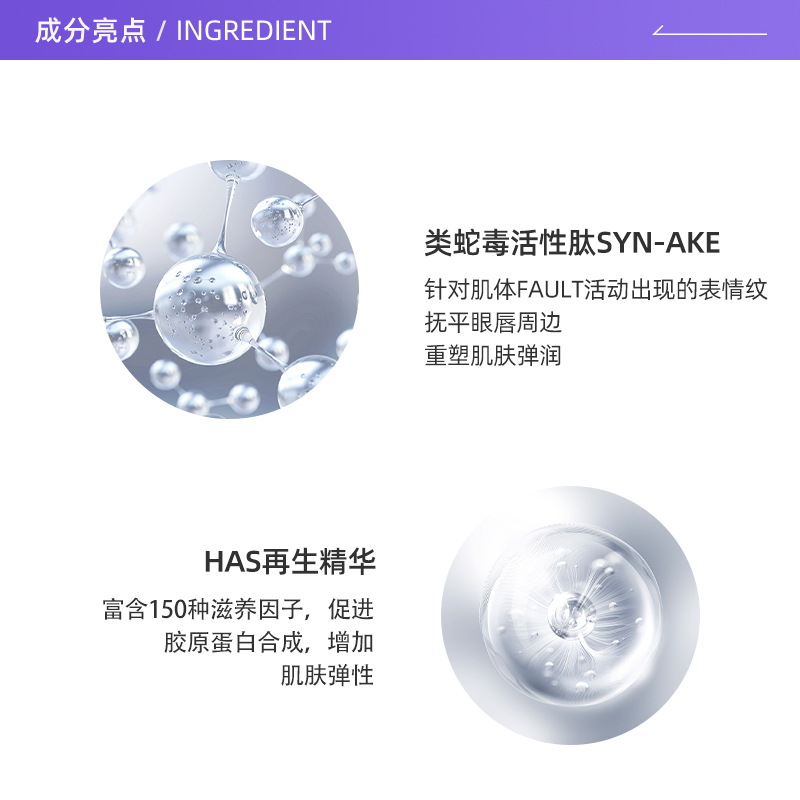 成分亮点 / INGREDIENT
类蛇毒活性肽SYN-AKE
针对肌体FAULT活动出现的表情纹
抚平眼唇周边
重塑肌肤弹润
HAS再生精华
富含150种滋养因子，促进
胶原蛋白合成，增加
肌肤弹性